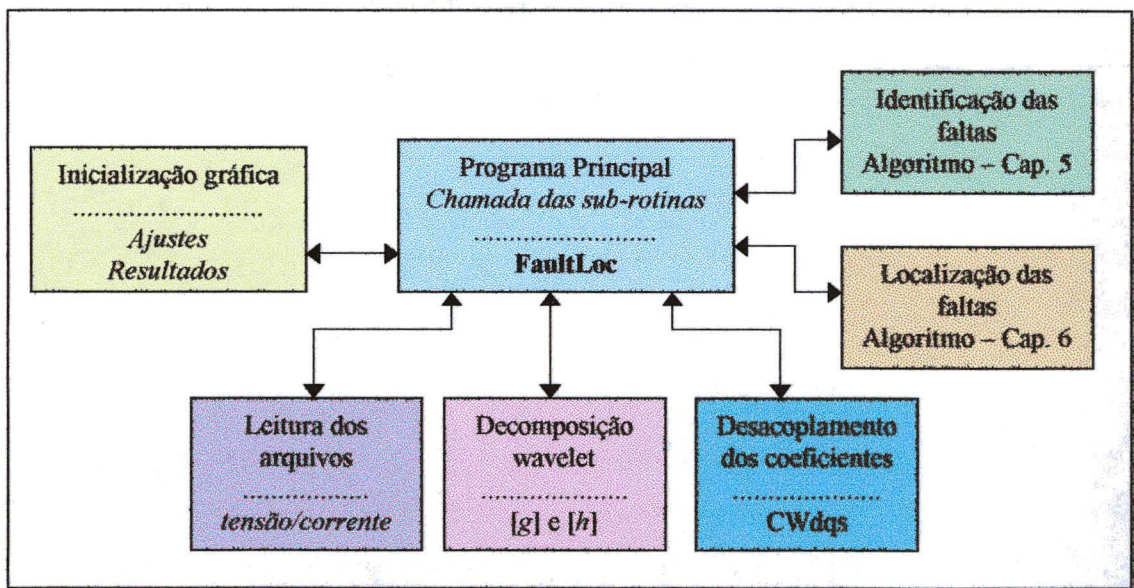 Identificação das
faltas
Algoritmo – Cap. 5
Inicialização gráfica
............................
Ajustes
Resultados
Programa Principal
Chamada das sub-rotinas
............................
FaultLoc
Localização das
faltas
Algoritmo – Cap. 6
Leitura dos
arquivos
..................
tensão/corrente
Decomposição
wavelet
......................
[g] e [h]
Desacoplamento
dos coeficientes
......................
CWdqs